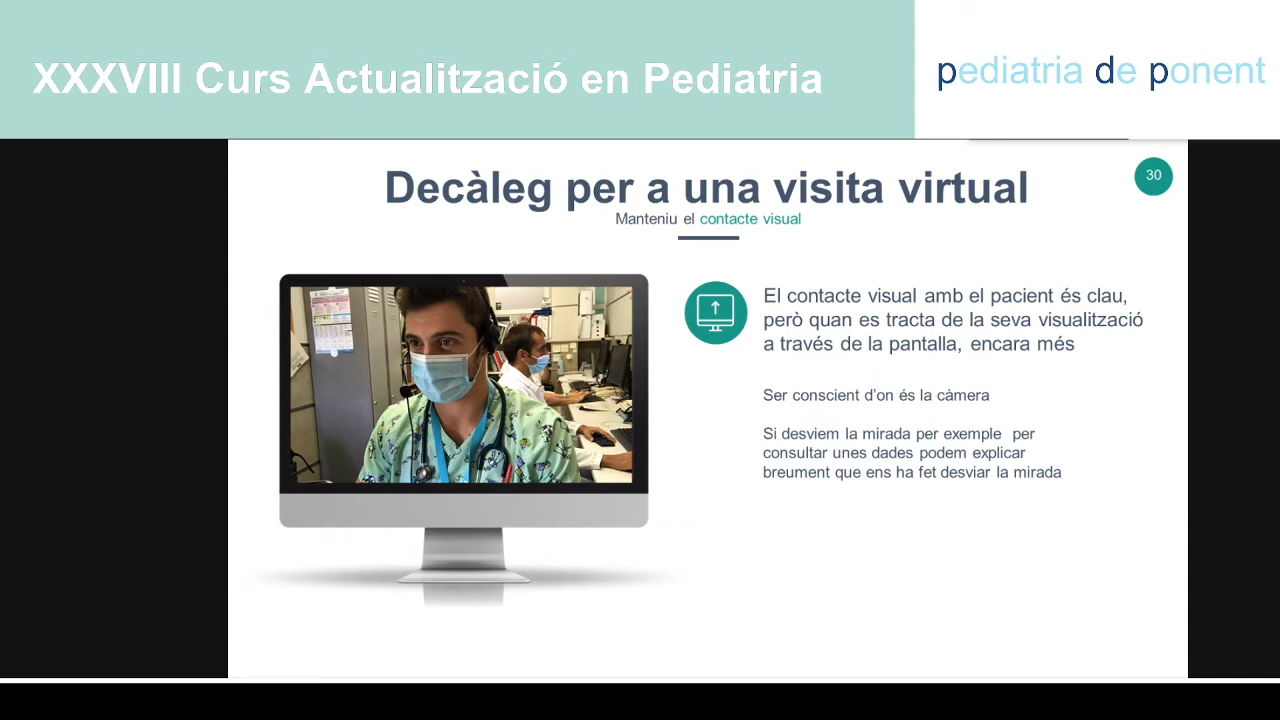 XXXVIII Curs Actualització en Pediatria
pediatria de ponent
Decàleg per a una visita virtual
30
Manteniu el contacte visual
El contacte visual amb el pacient és clau,
però quan es tracta de la seva visualització
a través de la pantalla, encara més
Ser conscient d'on és la càmera
Si desviem la mirada per exemple per
consultar unes dades podem explicar
breument que ens ha fet desviar la mirada